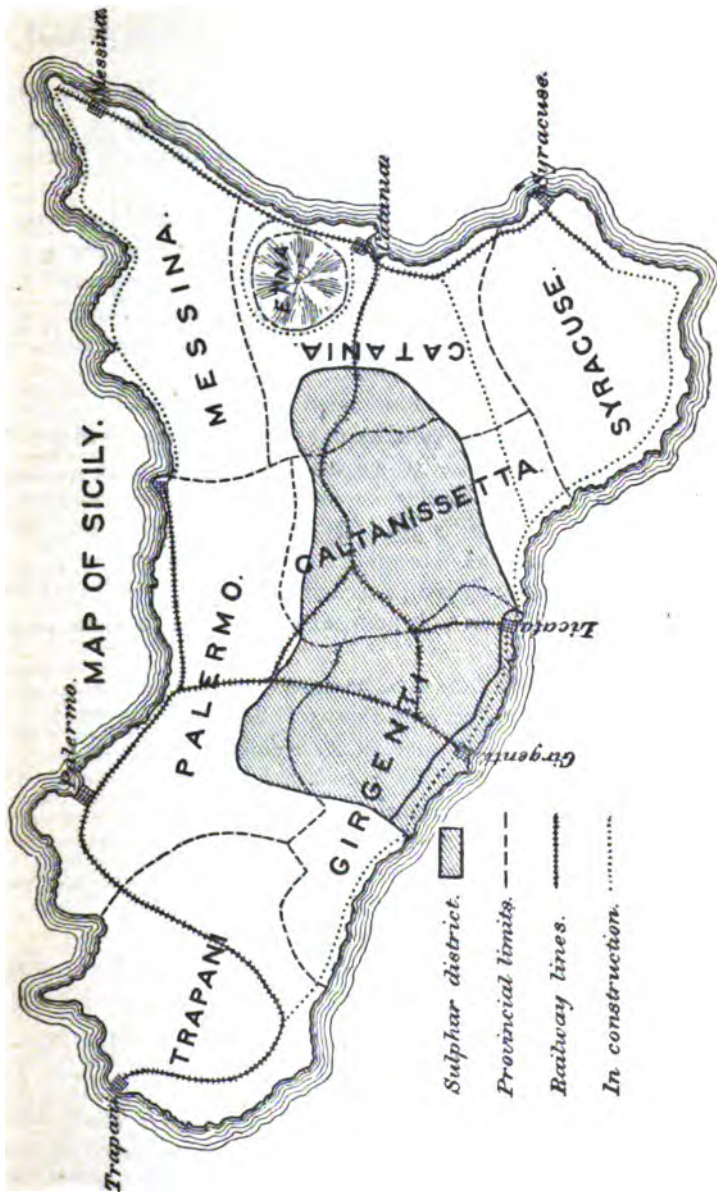 MAP OF SICILY.
Messina.
Palermo.
Trapani
MESSINA.
PALERMO.
TRAPANI
ETNA
Catania
CATANIA
CALTANISSETTA.
GIRGENTI
Syracuse.
SYRACUSE.
Girgenti
Licata
Sulphar district.
Provincial limits.
Railway lines.
In construction.